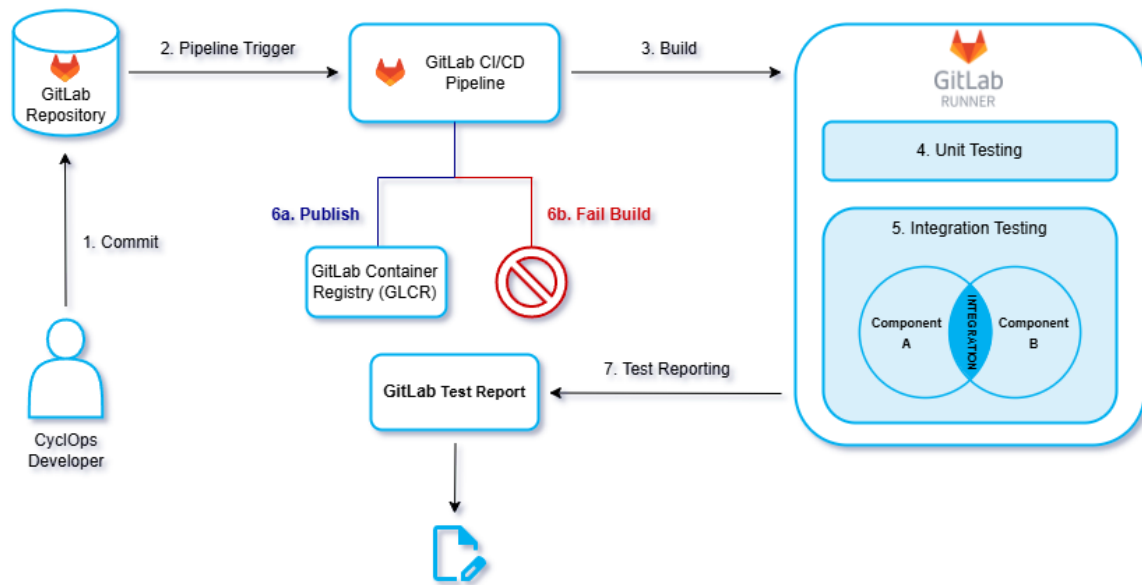 2. Pipeline Trigger
GitLab
Repository
GitLab CI/CD
Pipeline
3. Build
GitLab
RUNNER
4. Unit Testing
1. Commit
6a. Publish
6b. Fail Build
GitLab Container
Registry (GLCR)
5. Integration Testing
Component
A
INTEGRATION
Component
B
7. Test Reporting
GitLab Test Report
CyclOps
Developer